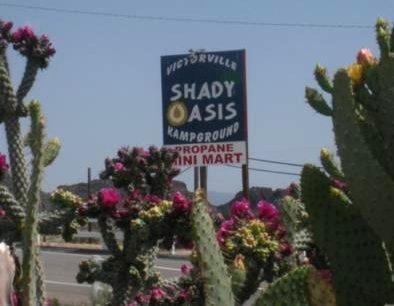 VICTORVILLE
SHADY
OASIS
KAMPGROUND
PROPANE
MINI MART